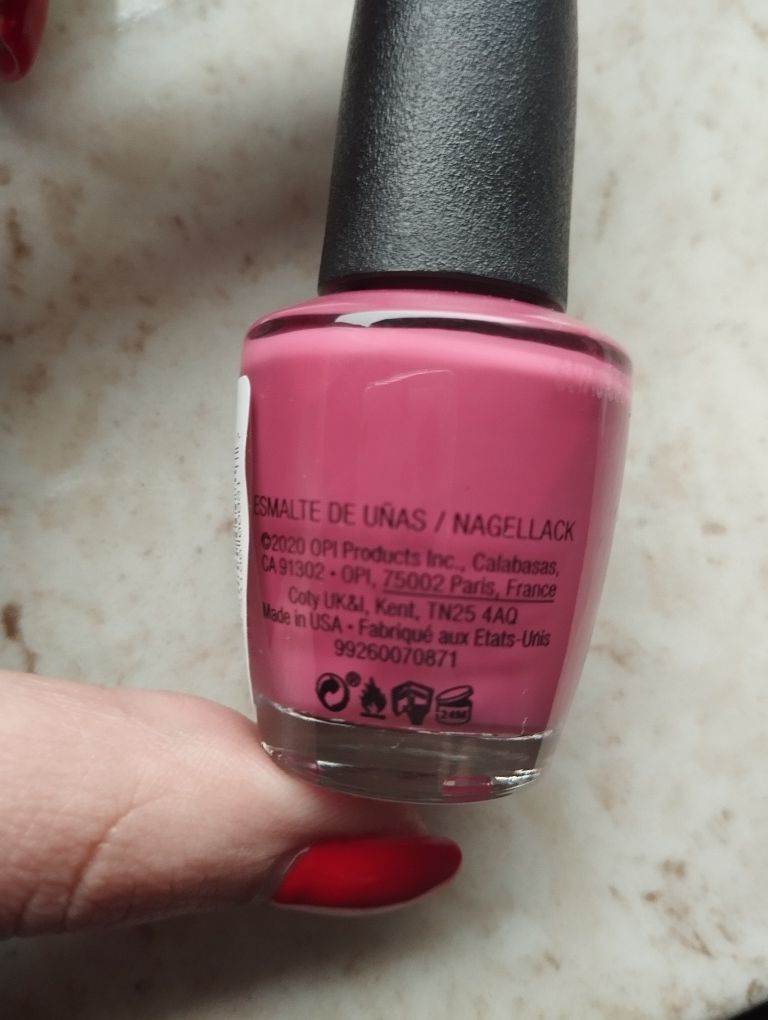 ESMALTE DE UÑAS / NAGELLACK
©2020 OPI Products Inc., Calabasas,
CA 91302 • OPI, 75002 Paris, France
Coty UK&I, Kent, TN25 4AQ
Made in USA • Fabriqué aux Etats-Unis
99260070871
24M